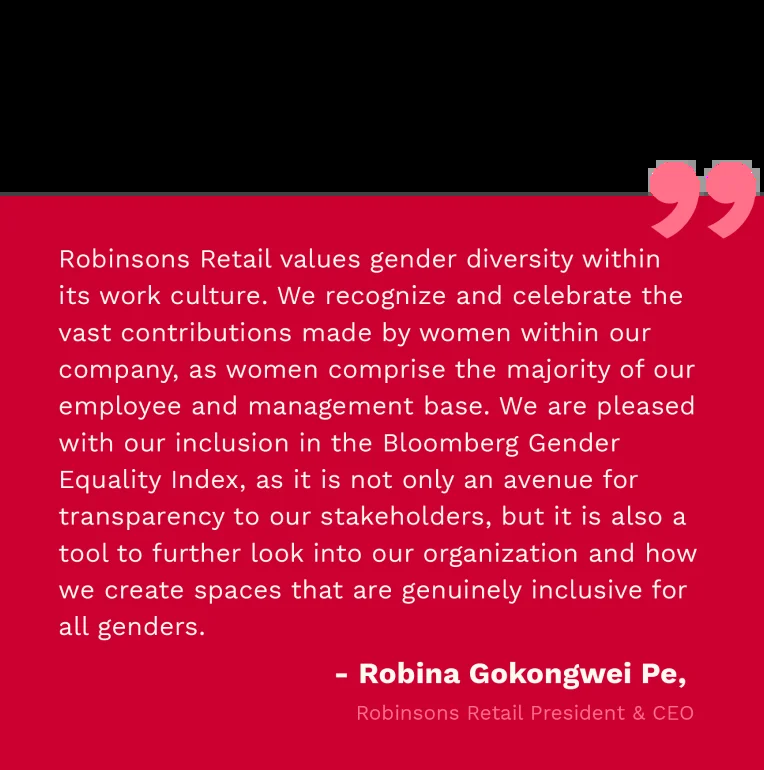 Robinsons Retail values gender diversity within
its work culture. We recognize and celebrate the
vast contributions made by women within our
company, as women comprise the majority of our
employee and management base. We are pleased
with our inclusion in the Bloomberg Gender
Equality Index, as it is not only an avenue for
transparency to our stakeholders, but it is also a
tool to further look into our organization and how
we create spaces that are genuinely inclusive for
all genders.
- Robina Gokongwei Pe,
Robinsons Retail President & CEO